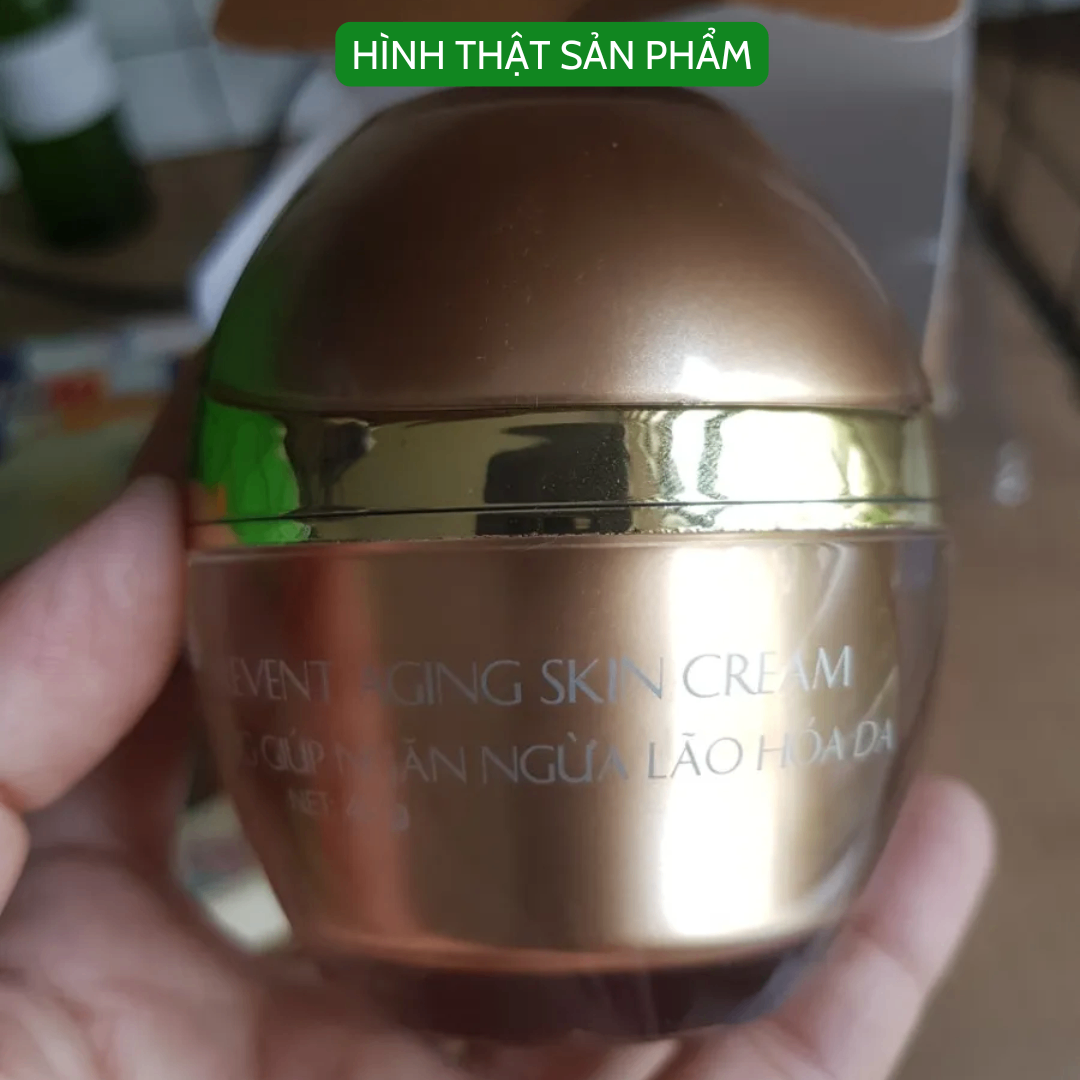 HÌNH THẬT SẢN PHẨM
EVENT AGING SKIN CREAM
GIÚP NGĂN NGỪA LÃO HÓA DA
NET